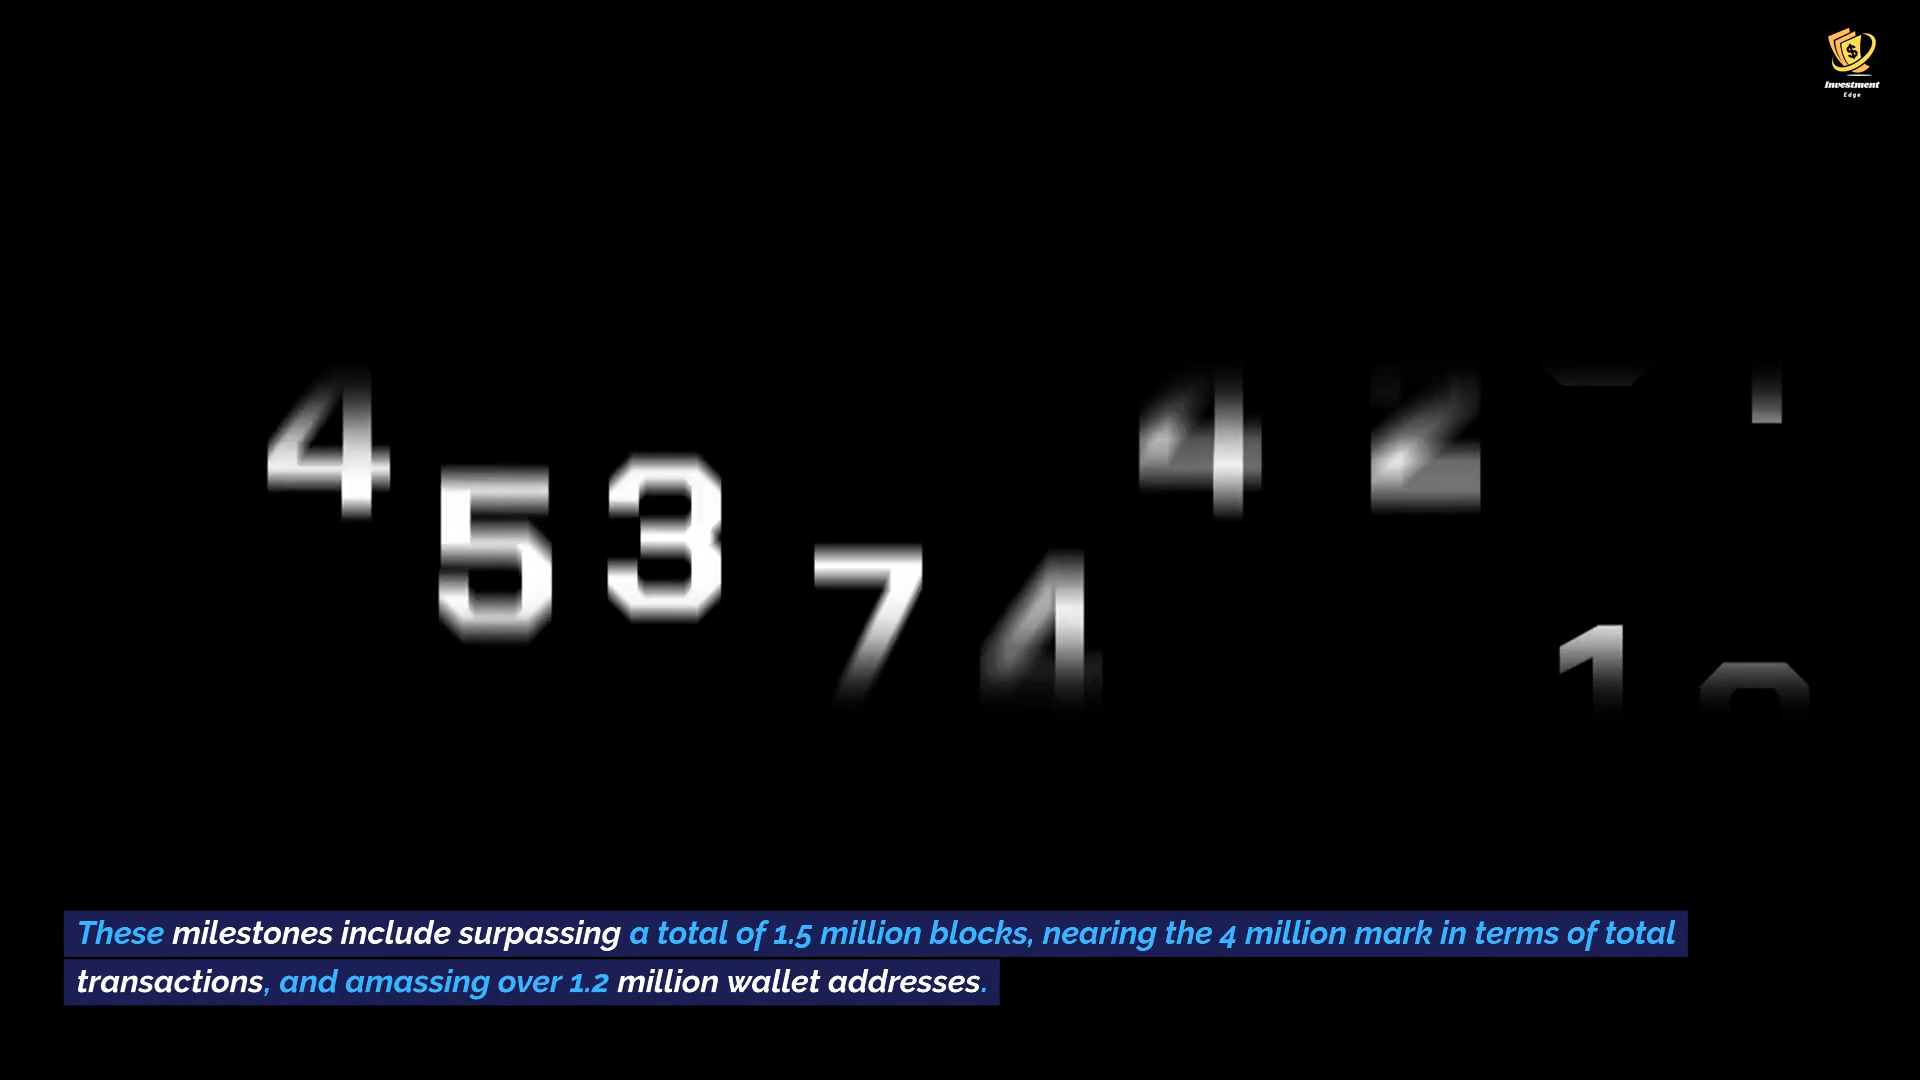 Investment
Edge
4 5 3 7 4 4 2 1
These milestones include surpassing a total of 1.5 million blocks, nearing the 4 million mark in terms of total
transactions, and amassing over 1.2 million wallet addresses.